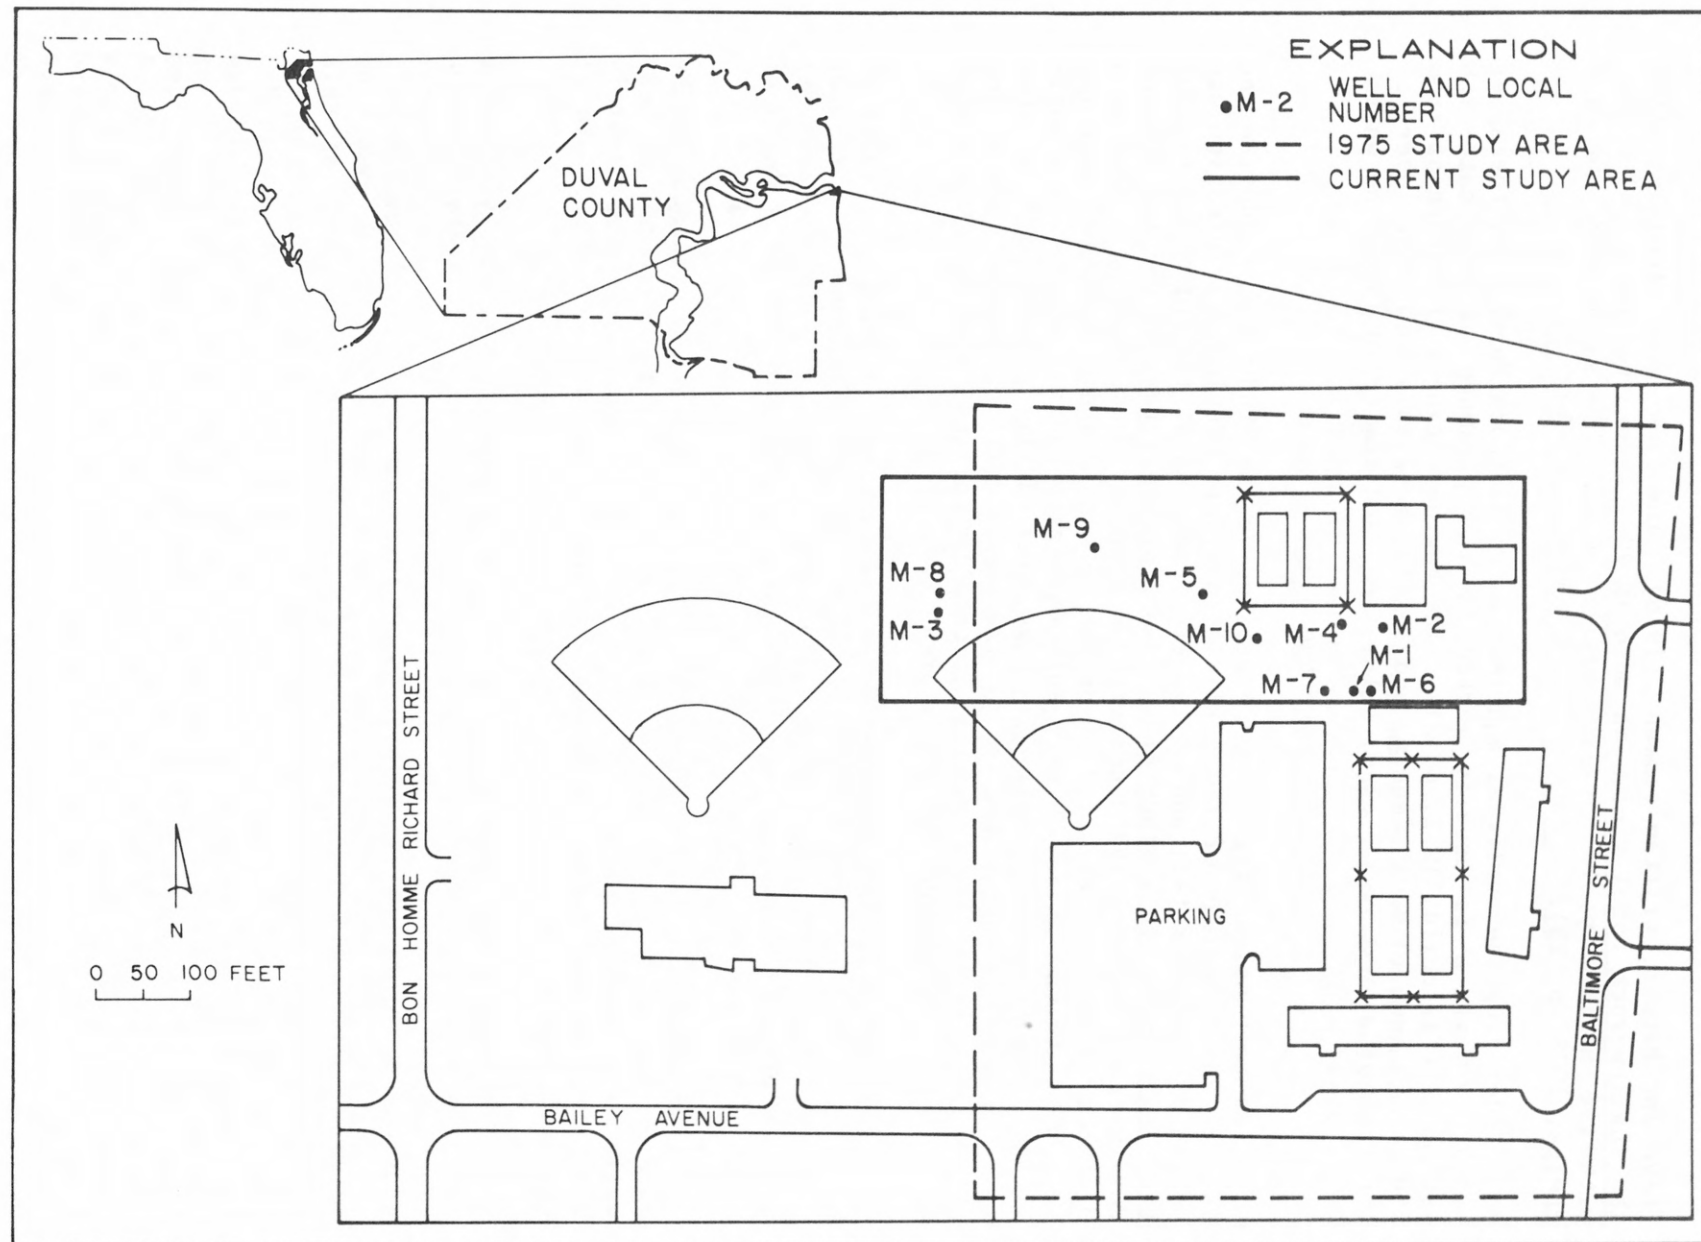 EXPLANATION
M-2 WELL AND LOCAL
NUMBER
1975 STUDY AREA
CURRENT STUDY AREA
DUVAL
COUNTY
M-9
M-8
M-5
M-3
M-10
M-4
M-2
M-1
M-7
M-6
BON HOMME RICHARD STREET
BALTIMORE STREET
PARKING
N
0 50 100 FEET
BAILEY AVENUE